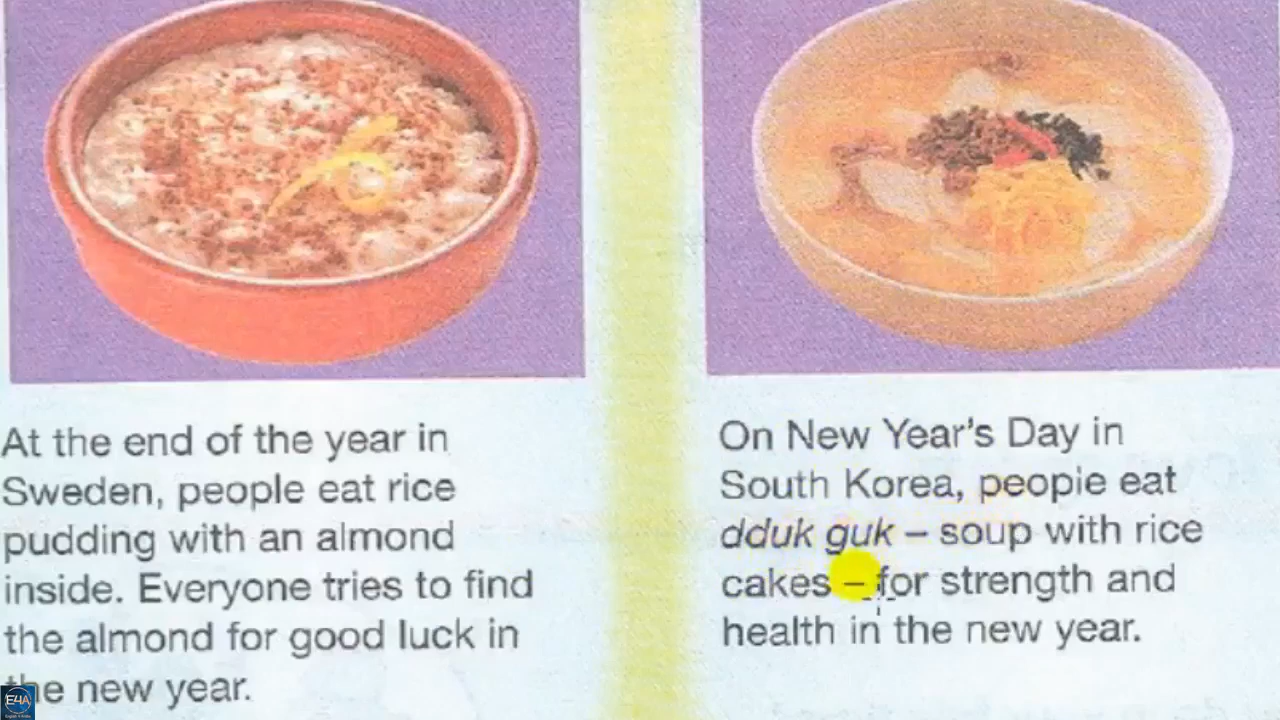 At the end of the year in
Sweden, people eat rice
pudding with an almond
inside. Everyone tries to find
the almond for good luck in
the new year.
On New Year's Day in
South Korea, people eat
dduk guk – soup with rice
cakes – for strength and
health in the new year.
E4A